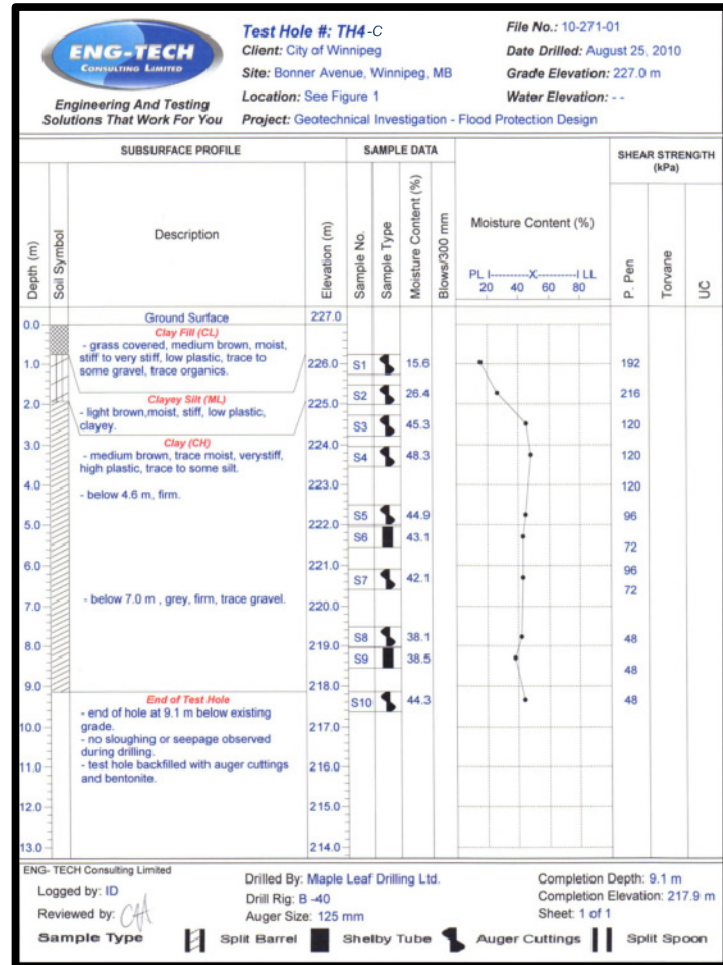 ENG-TECH
CONSULTING LIMITED
Engineering And Testing
Solutions That Work For You
Test Hole #: TH4-C
Client: City of Winnipeg
Site: Bonner Avenue, Winnipeg, MB
Location: See Figure 1
Project: Geotechnical Investigation - Flood Protection Design
File No.: 10-271-01
Date Drilled: August 25, 2010
Grade Elevation: 227.0 m
Water Elevation: - -
SUBSURFACE PROFILE
SAMPLE DATA
SHEAR STRENGTH
(kPa)
Depth (m)
Soil Symbol
Description
Elevation (m)
Sample No.
Sample Type
Moisture Content (%)
Blows/300 mm
Moisture Content (%)
PL I----------X----------I LL
20 40 60 80
P. Pen
Torvane
UC
Ground Surface 227.0
0.0
Clay Fill (CL)
- grass covered, medium brown, moist,
stiff to very stiff, low plastic, trace to
some gravel, trace organics.
1.0 226.0 S1 15.6 192
Clayey Silt (ML)
2.0 225.0 S2 26.4 216
- light brown,moist, stiff, low plastic,
clayey.
S3 45.3 120
Clay (CH)
3.0 224.0
- medium brown, trace moist, verystiff,
high plastic, trace to some silt.
S4 48.3 120
4.0 223.0 120
- below 4.6 m, firm.
S5 44.9 96
5.0 222.0
S6 43.1 72
6.0 221.0 96
S7 42.1 72
- below 7.0 m , grey, firm, trace gravel.
7.0 220.0
S8 38.1 48
8.0 219.0
S9 38.5 48
9.0 218.0
End of Test Hole
S10 44.3 48
- end of hole at 9.1 m below existing
grade.
10.0 217.0
- no sloughing or seepage observed
during drilling.
11.0 216.0
- test hole backfilled with auger cuttings
and bentonite.
12.0 215.0
13.0 214.0
ENG- TECH Consulting Limited
Logged by: ID
Reviewed by:
Drilled By: Maple Leaf Drilling Ltd.
Drill Rig: B -40
Auger Size: 125 mm
Completion Depth: 9.1 m
Completion Elevation: 217.9 m
Sheet: 1 of 1
Sample Type Split Barrel Shelby Tube Auger Cuttings Split Spoon